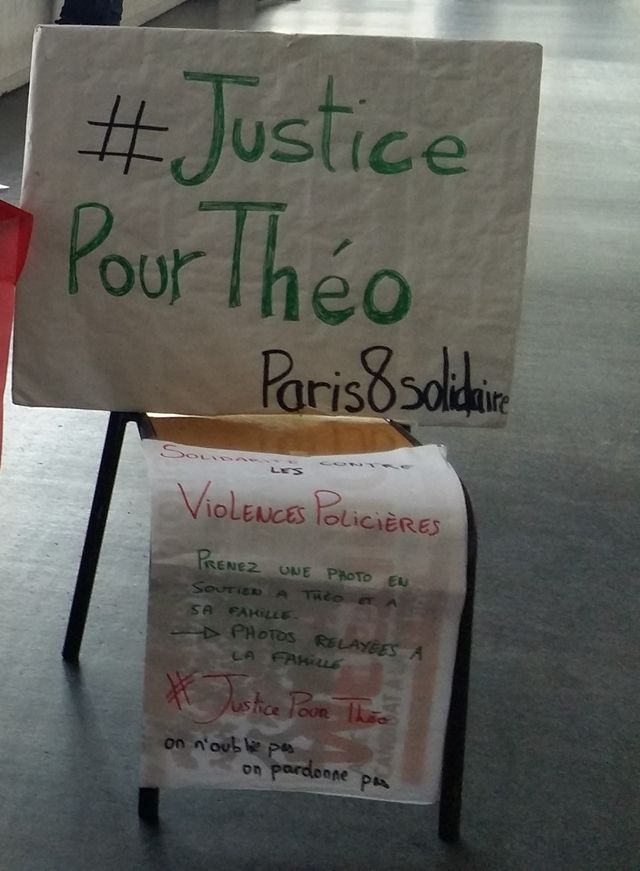 #Justice
Pour Théo
Paris8solidaire
SOLIDARITÉ CONTRE
LES
VIOLENCES POLICIÈRES
PRENEZ UNE PHOTO EN
SOUTIEN A THÉO ET A
SA FAMILLE.
→ PHOTOS RELAYÉES A
LA FAMILLE
#Justice Pour Théo
on n'oublie pas
on pardonne pas